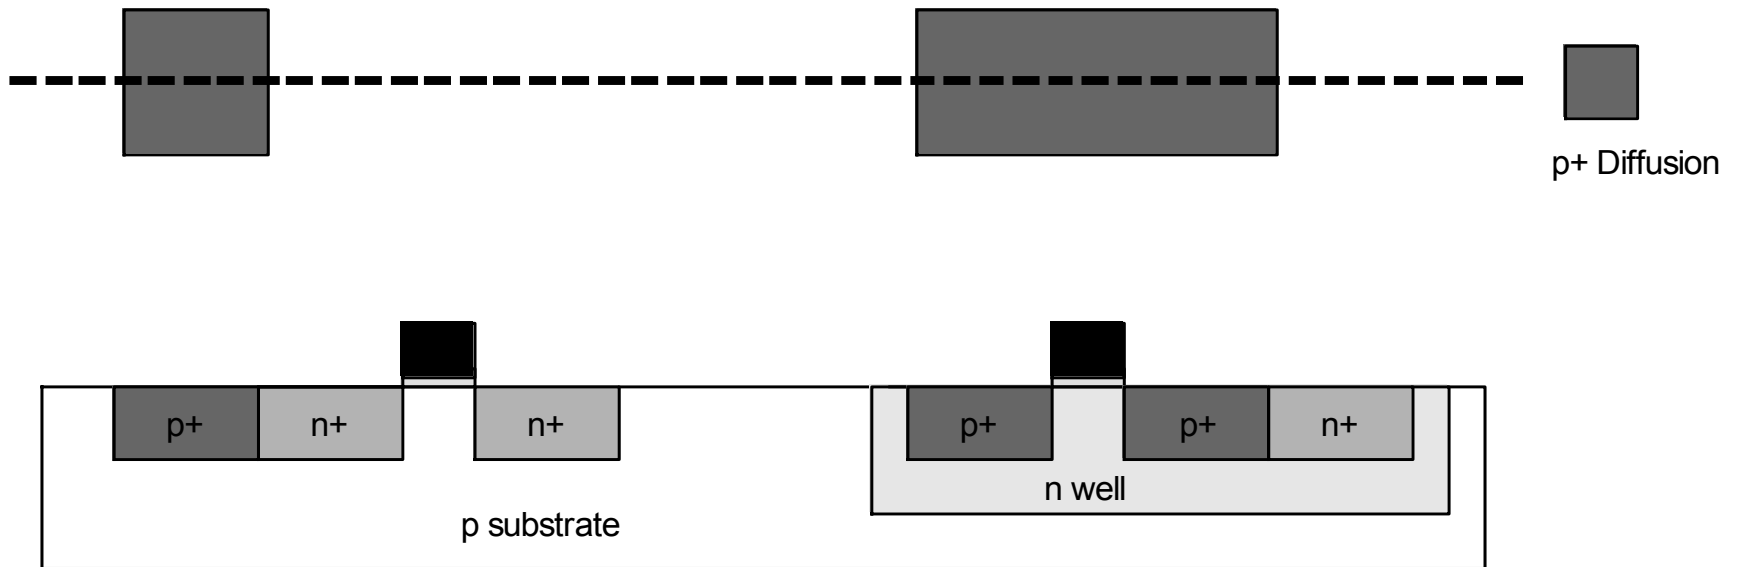 p+ Diffusion
p+ n+ n+ p+ p+ n+
n well
p substrate